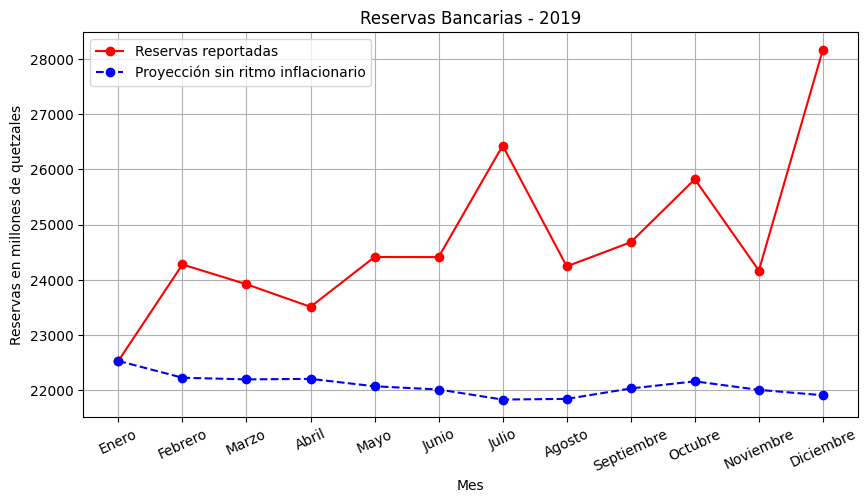 Reservas Bancarias - 2019
Reservas reportadas
Proyección sin ritmo inflacionario
Reservas en millones de quetzales
28000
27000
26000
25000
24000
23000
22000
Enero
Febrero
Marzo
Abril
Mayo
Junio
Julio
Agosto
Septiembre
Octubre
Noviembre
Diciembre
Mes